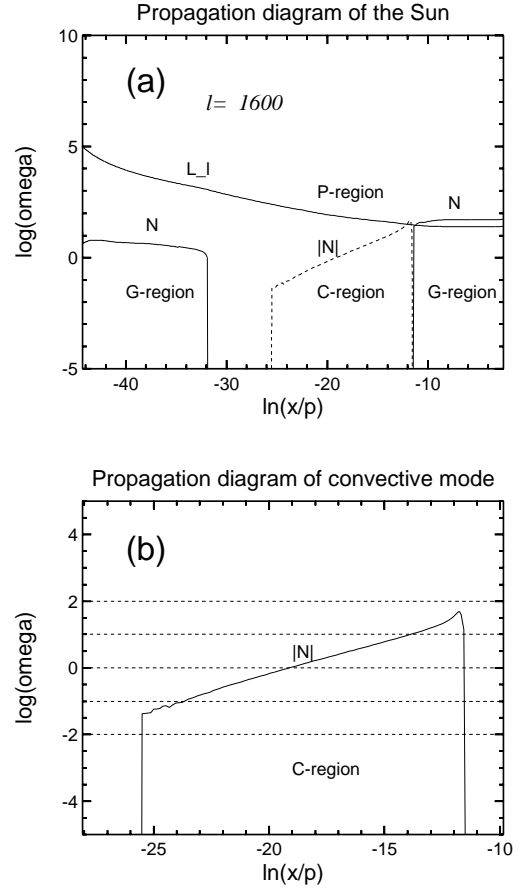 Propagation diagram of the Sun
(a)
l= 1600
10
5
0
-5
log(omega)
L_l
P-region
N
N
|N|
G-region
C-region
G-region
-40
-30
-20
-10
ln(x/p)
Propagation diagram of convective mode
(b)
4
2
0
-2
-4
log(omega)
|N|
C-region
-25
-20
-15
-10
ln(x/p)